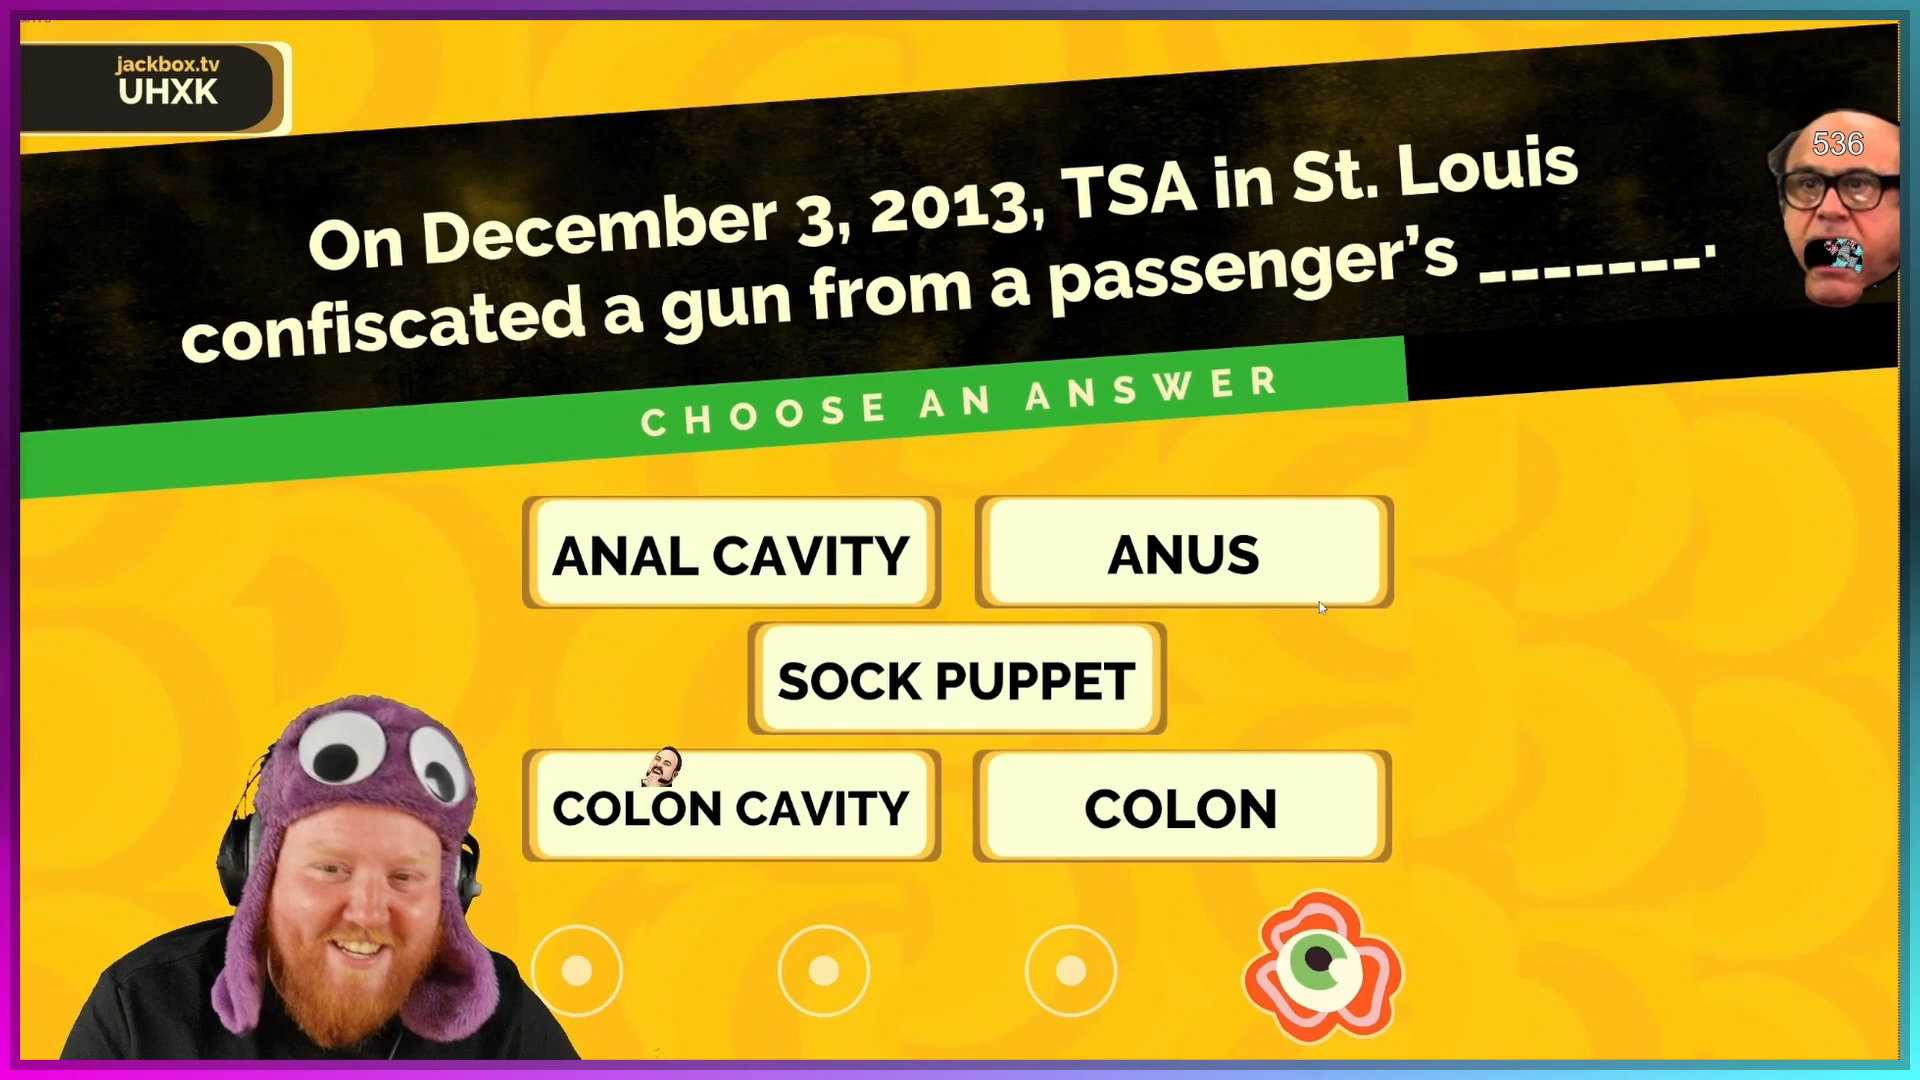 jackbox.tv
UHXK
On December 3, 2013, TSA in St. Louis
confiscated a gun from a passenger's _______.
536
CHOOSE AN ANSWER
ANAL CAVITY
ANUS
SOCK PUPPET
COLON CAVITY
COLON